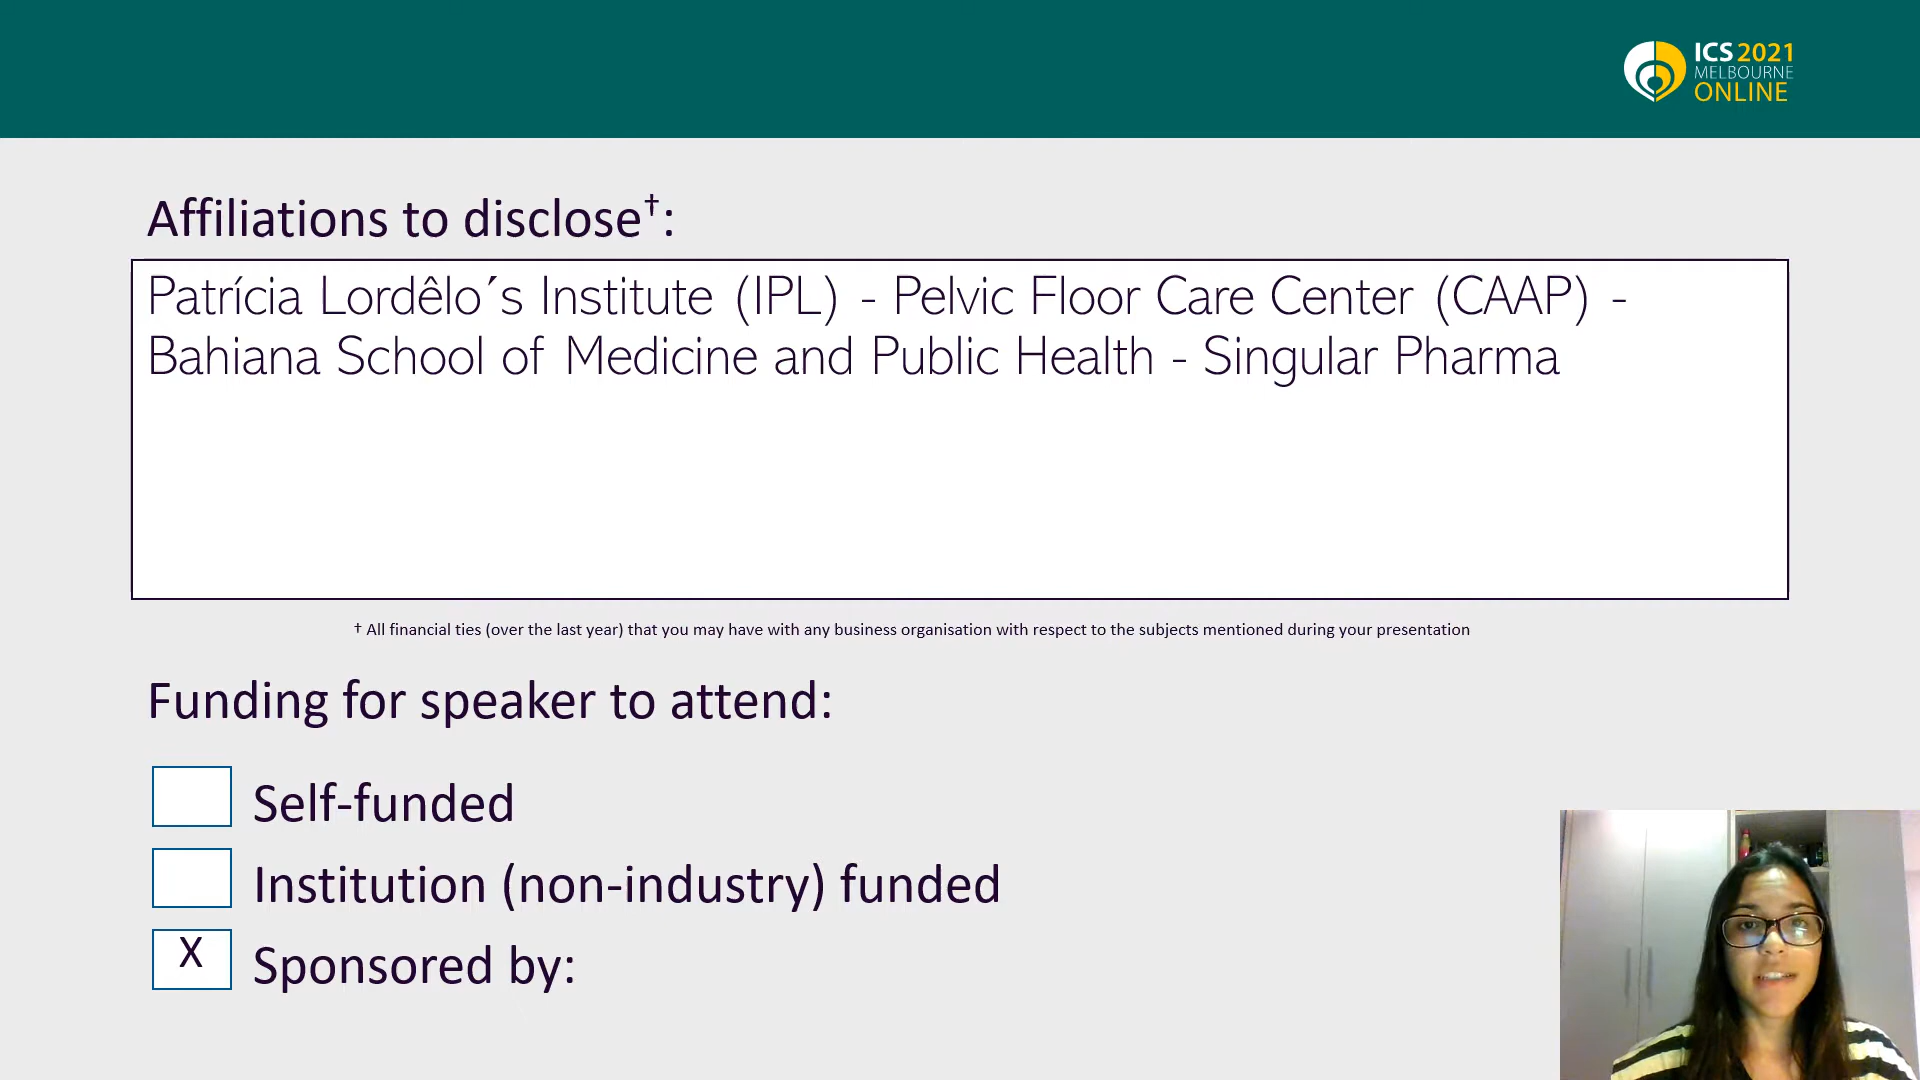 ICS 2021
MELBOURNE
ONLINE
Affiliations to disclose†:
Patrícia Lordêlo´s Institute (IPL) - Pelvic Floor Care Center (CAAP) -
Bahiana School of Medicine and Public Health - Singular Pharma
† All financial ties (over the last year) that you may have with any business organisation with respect to the subjects mentioned during your presentation
Funding for speaker to attend:
Self-funded
Institution (non-industry) funded
X Sponsored by: